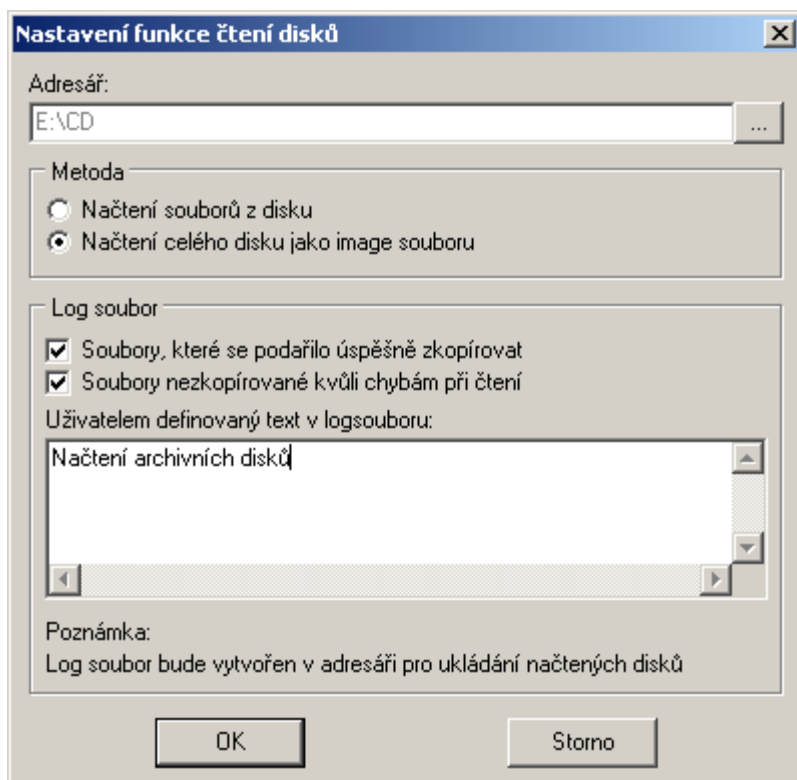 Nastavení funkce čtení disků
Adresář:
E:\CD
...
Metoda
Načtení souborů z disku
Načtení celého disku jako image souboru
Log soubor
Soubory, které se podařilo úspěšně zkopírovat
Soubory nezkopírované kvůli chybám při čtení
Uživatelem definovaný text v logsouboru:
Načtení archivních disků
Poznámka:
Log soubor bude vytvořen v adresáři pro ukládání načtených disků
OK
Storno